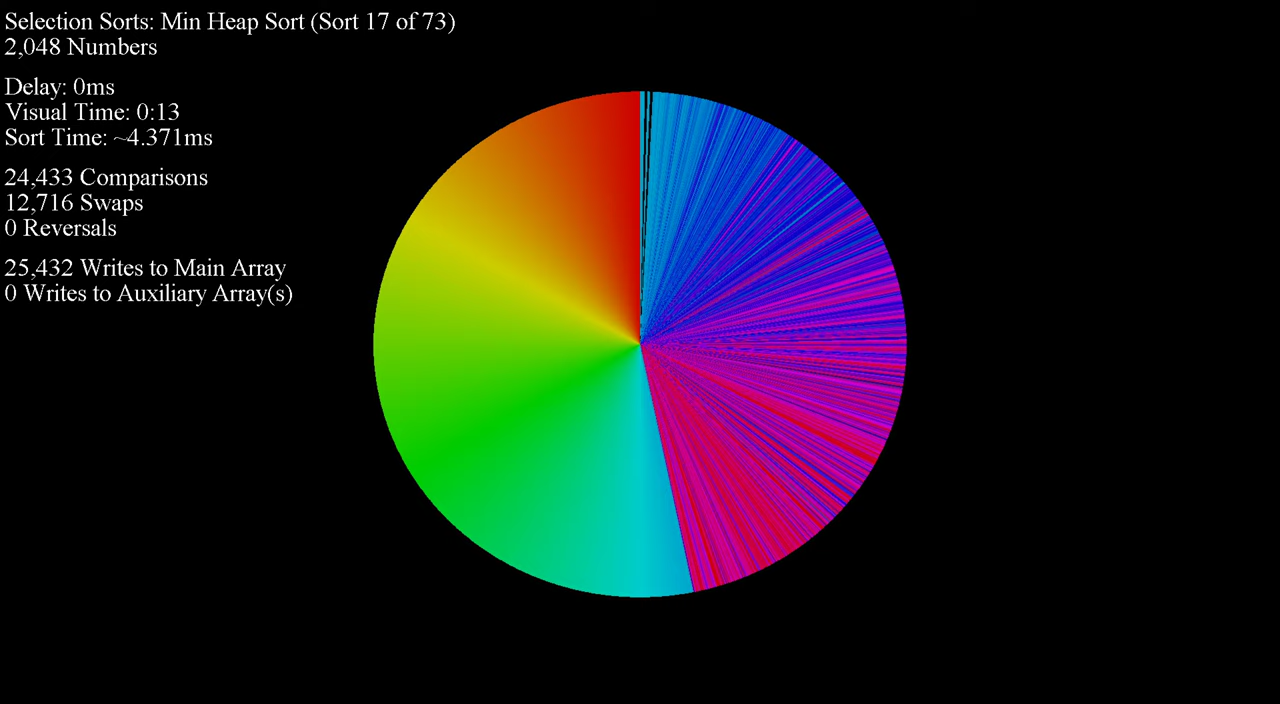 Selection Sorts: Min Heap Sort (Sort 17 of 73)
2,048 Numbers
Delay: 0ms
Visual Time: 0:13
Sort Time: ~4.371ms
24,433 Comparisons
12,716 Swaps
0 Reversals
25,432 Writes to Main Array
0 Writes to Auxiliary Array(s)